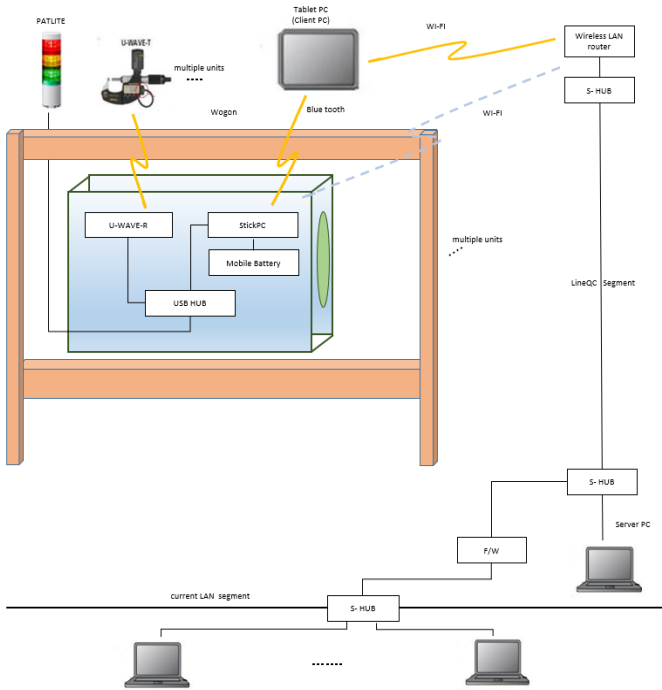 PATLITE
U-WAVE-T
multiple units
Tablet PC
(Client PC)
WI-FI
Wireless LAN
router
S- HUB
Wogon
Blue tooth
WI-FI
U-WAVE-R
StickPC
Mobile Battery
USB HUB
multiple units
LineQC Segment
S- HUB
Server PC
F/W
current LAN segment
S- HUB